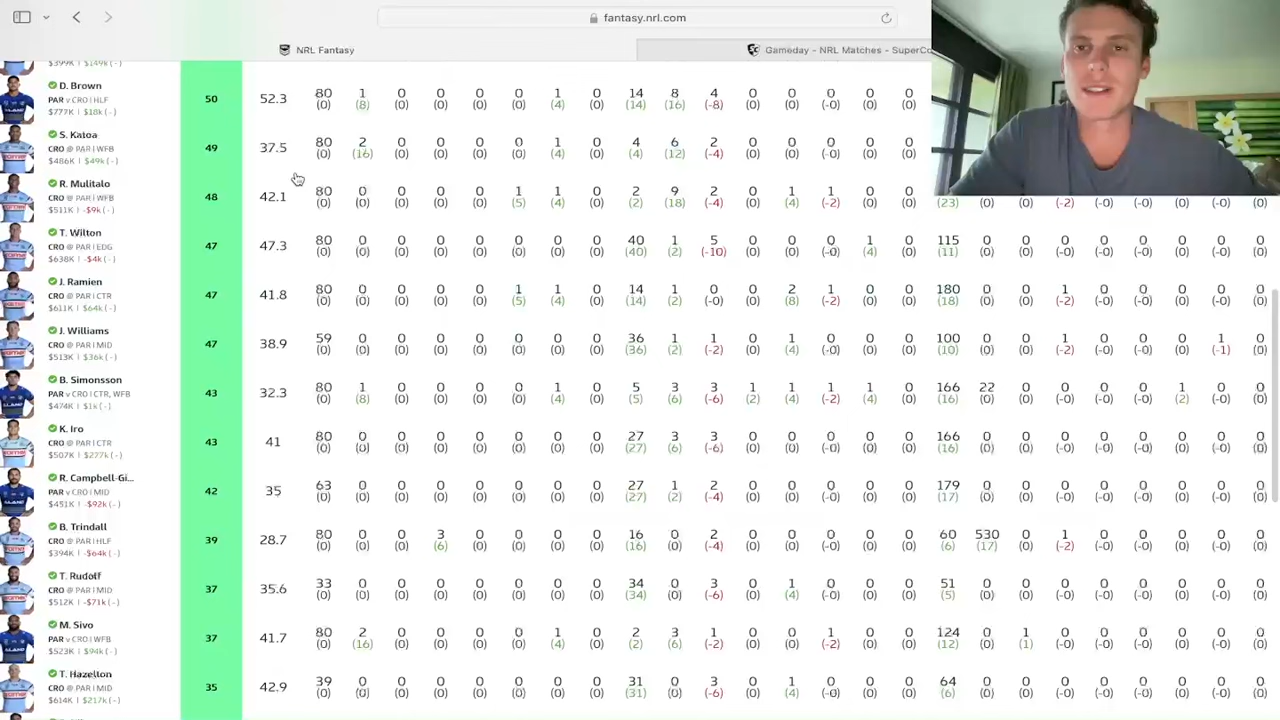 fantasy.nrl.com
NRL Fantasy
Gameday - NRL Matches - SuperCo
$399K | $149k(-)
D. Brown
PAR v CRO | HLF
$777K | $18k(-)
50 52.3 80 1 0 0 0 0 1 0 14 8 4 0 0 0 0 0
(0) (8) (0) (0) (0) (0) (4) (0) (14) (16) (-8) (0) (0) (-0) (0) (0)
S. Katoa
CRO @ PAR | WFB
$486K | $49k(-)
49 37.5 80 2 0 0 0 0 1 0 4 6 2 0 0 0 0 0
(0) (16) (0) (0) (0) (0) (4) (0) (4) (12) (-4) (0) (0) (-0) (0) (0)
R. Mulitalo
CRO @ PAR | WFB
$511K | -$9k(-)
48 42.1 80 0 0 0 0 1 1 0 2 9 2 0 1 1 0 0
(0) (0) (0) (0) (0) (5) (4) (0) (2) (18) (-4) (0) (4) (-2) (0) (0) (23) (0) (0) (-2) (-0) (0) (0) (0) (0)
T. Wilton
CRO @ PAR | EDG
$638K | -$4k(-)
47 47.3 80 0 0 0 0 0 0 0 40 1 5 0 0 0 1 0 115 0 0 0 0 0 0 0 0
(0) (0) (0) (0) (0) (0) (0) (0) (40) (2) (-10) (0) (0) (-0) (4) (0) (11) (0) (0) (-0) (-0) (-0) (0) (-0) (0)
J. Ramien
CRO @ PAR | CTR
$611K | $64k(-)
47 41.8 80 0 0 0 0 1 1 0 14 1 0 0 2 1 0 0 180 0 0 1 0 0 0 0 0
(0) (0) (0) (0) (0) (5) (4) (0) (14) (2) (-0) (0) (8) (-2) (0) (0) (18) (0) (0) (-2) (-0) (-0) (0) (-0) (0)
J. Williams
CRO @ PAR | MID
$513K | $36k(-)
47 38.9 59 0 0 0 0 0 0 0 36 1 1 0 1 0 0 0 100 0 0 1 0 0 0 1 0
(0) (0) (0) (0) (0) (0) (0) (0) (36) (2) (-2) (0) (4) (-0) (0) (0) (10) (0) (0) (-2) (-0) (-0) (0) (-1) (0)
B. Simonsson
PAR v CRO | CTR, WFB
$474K | $1k(-)
43 32.3 80 1 0 0 0 0 1 0 5 3 3 1 1 1 1 0 166 22 0 0 0 0 1 0 0
(0) (8) (0) (0) (0) (0) (4) (0) (5) (6) (-6) (2) (4) (-2) (4) (0) (16) (0) (0) (-0) (-0) (-0) (2) (-0) (0)
K. Iro
CRO @ PAR | CTR
$507K | $277k(-)
43 41 80 0 0 0 0 0 0 0 27 3 3 0 0 0 0 0 166 0 0 0 0 0 0 0 0
(0) (0) (0) (0) (0) (0) (0) (0) (27) (6) (-6) (0) (0) (-0) (0) (0) (16) (0) (0) (-0) (-0) (-0) (0) (-0) (0)
R. Campbell-Gi...
PAR v CRO | MID
$451K | -$92k(-)
42 35 63 0 0 0 0 0 0 0 27 1 2 0 0 0 0 0 179 0 0 0 0 0 0 0 0
(0) (0) (0) (0) (0) (0) (0) (0) (27) (2) (-4) (0) (0) (-0) (0) (0) (17) (0) (0) (-0) (-0) (-0) (0) (-0) (0)
B. Trindall
CRO @ PAR | HLF
$394K | -$64k(-)
39 28.7 80 0 0 3 0 0 0 0 16 0 2 0 0 0 0 0 60 530 0 1 0 0 0 0 0
(0) (0) (0) (6) (0) (0) (0) (0) (16) (0) (-4) (0) (0) (-0) (0) (0) (6) (17) (0) (-2) (-0) (-0) (0) (-0) (0)
T. Rudolf
CRO @ PAR | MID
$512K | -$71k(-)
37 35.6 33 0 0 0 0 0 0 0 34 0 3 0 1 0 0 0 51 0 0 0 0 0 0 0 0
(0) (0) (0) (0) (0) (0) (0) (0) (34) (0) (-6) (0) (4) (-0) (0) (0) (5) (0) (0) (-0) (-0) (-0) (0) (-0) (0)
M. Sivo
PAR v CRO | WFB
$523K | $94k(-)
37 41.7 80 2 0 0 0 0 1 0 2 3 1 0 0 1 0 0 124 0 1 0 0 0 0 0 0
(0) (16) (0) (0) (0) (0) (4) (0) (2) (6) (-2) (0) (0) (-2) (0) (0) (12) (0) (1) (-0) (-0) (-0) (0) (-0) (0)
T. Hazelton
CRO @ PAR | MID
$614K | $217k(-)
35 42.9 39 0 0 0 0 0 0 0 31 0 3 0 1 0 0 0 64 0 0 0 0 0 0 0 0
(0) (0) (0) (0) (0) (0) (0) (0) (31) (0) (-6) (0) (4) (-0) (0) (0) (6) (0) (0) (-0) (-0) (-0) (0) (-0) (0)